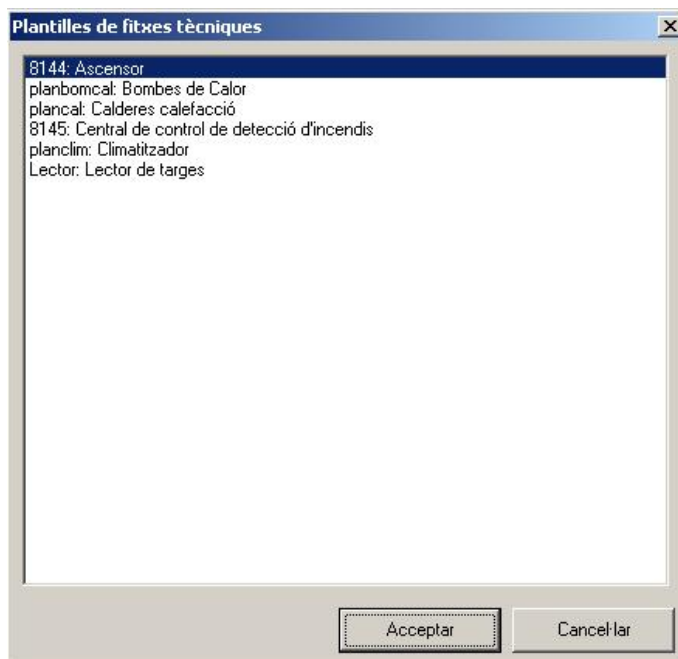 Plantilles de fitxes tècniques
8144: Ascensor
planbomcal: Bombes de Calor
plancal: Calderes calefacció
8145: Central de control de detecció d'incendis
planclim: Climatitzador
Lector: Lector de targes
Acceptar
Cancel·lar